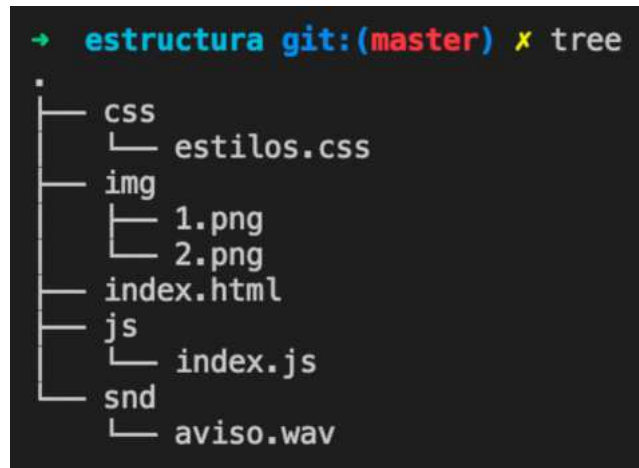 ➜ estructura git:(master) ✗ tree
.
├── css
│   └── estilos.css
├── img
│   ├── 1.png
│   └── 2.png
├── index.html
├── js
│   └── index.js
└── snd
    └── aviso.wav